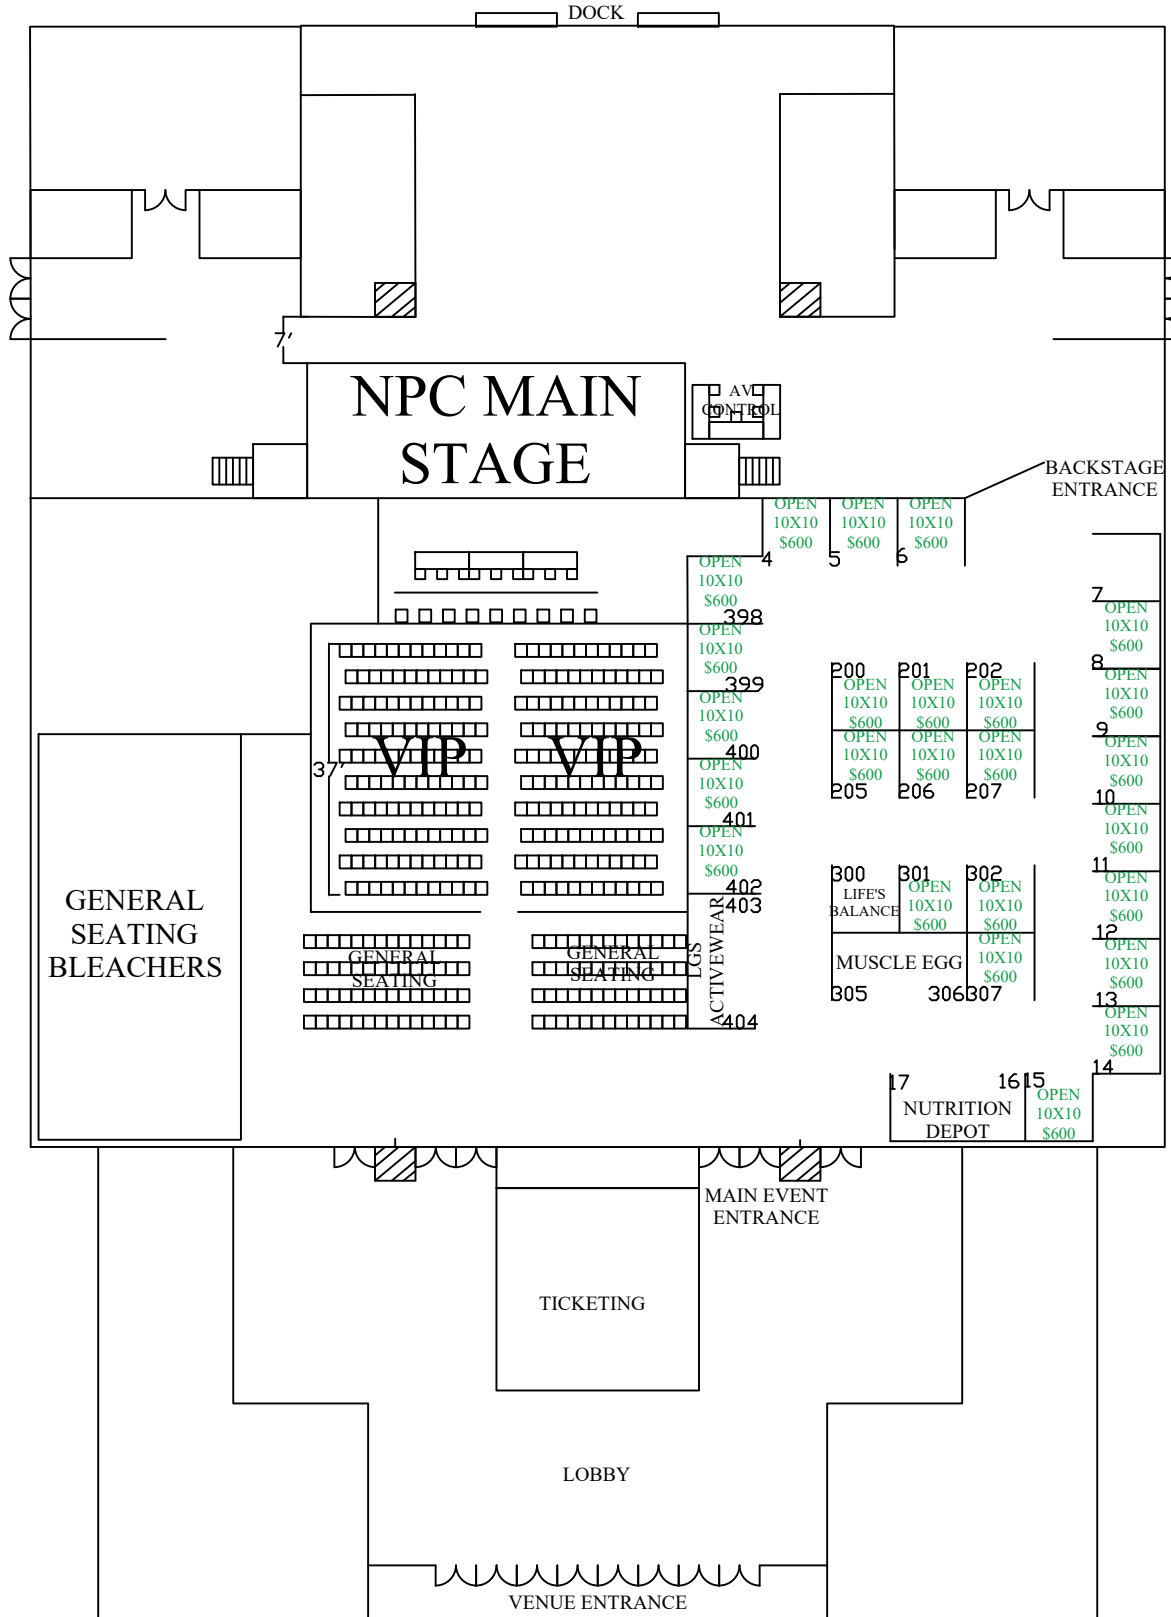 DOCK
7'
NPC MAIN
STAGE
AV
CONTROL
BACKSTAGE
ENTRANCE
OPEN
10X10
$600
4
OPEN
10X10
$600
5
OPEN
10X10
$600
6
OPEN
10X10
$600
398
OPEN
10X10
$600
399
OPEN
10X10
$600
400
OPEN
10X10
$600
401
OPEN
10X10
$600
402
403
LGS
ACTIVEWEAR
404
7
OPEN
10X10
$600
8
OPEN
10X10
$600
9
OPEN
10X10
$600
10
OPEN
10X10
$600
11
OPEN
10X10
$600
12
OPEN
10X10
$600
13
OPEN
10X10
$600
14
200
OPEN
10X10
$600
201
OPEN
10X10
$600
202
OPEN
10X10
$600
OPEN
10X10
$600
205
OPEN
10X10
$600
206
OPEN
10X10
$600
207
300
LIFE'S
BALANCE
301
OPEN
10X10
$600
302
OPEN
10X10
$600
MUSCLE EGG
305
306
OPEN
10X10
$600
307
17
16
NUTRITION
DEPOT
15
OPEN
10X10
$600
VIP
VIP
37'
GENERAL
SEATING
BLEACHERS
GENERAL
SEATING
GENERAL
SEATING
MAIN EVENT
ENTRANCE
TICKETING
LOBBY
VENUE ENTRANCE